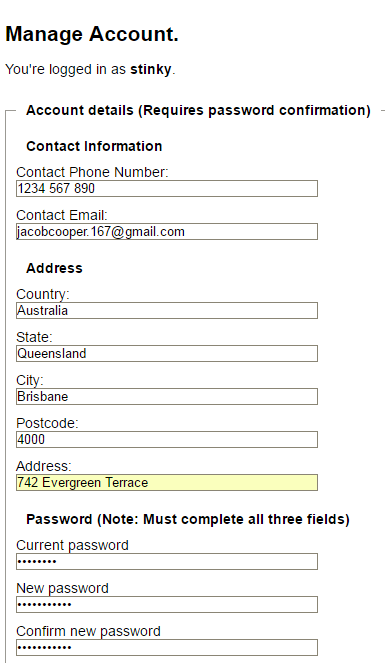 Manage Account.
You're logged in as stinky.
Account details (Requires password confirmation)
Contact Information
Contact Phone Number:
1234 567 890
Contact Email:
jacobcooper.167@gmail.com
Address
Country:
Australia
State:
Queensland
City:
Brisbane
Postcode:
4000
Address:
742 Evergreen Terrace
Password (Note: Must complete all three fields)
Current password
••••••••
New password
•••••••••••
Confirm new password
•••••••••••